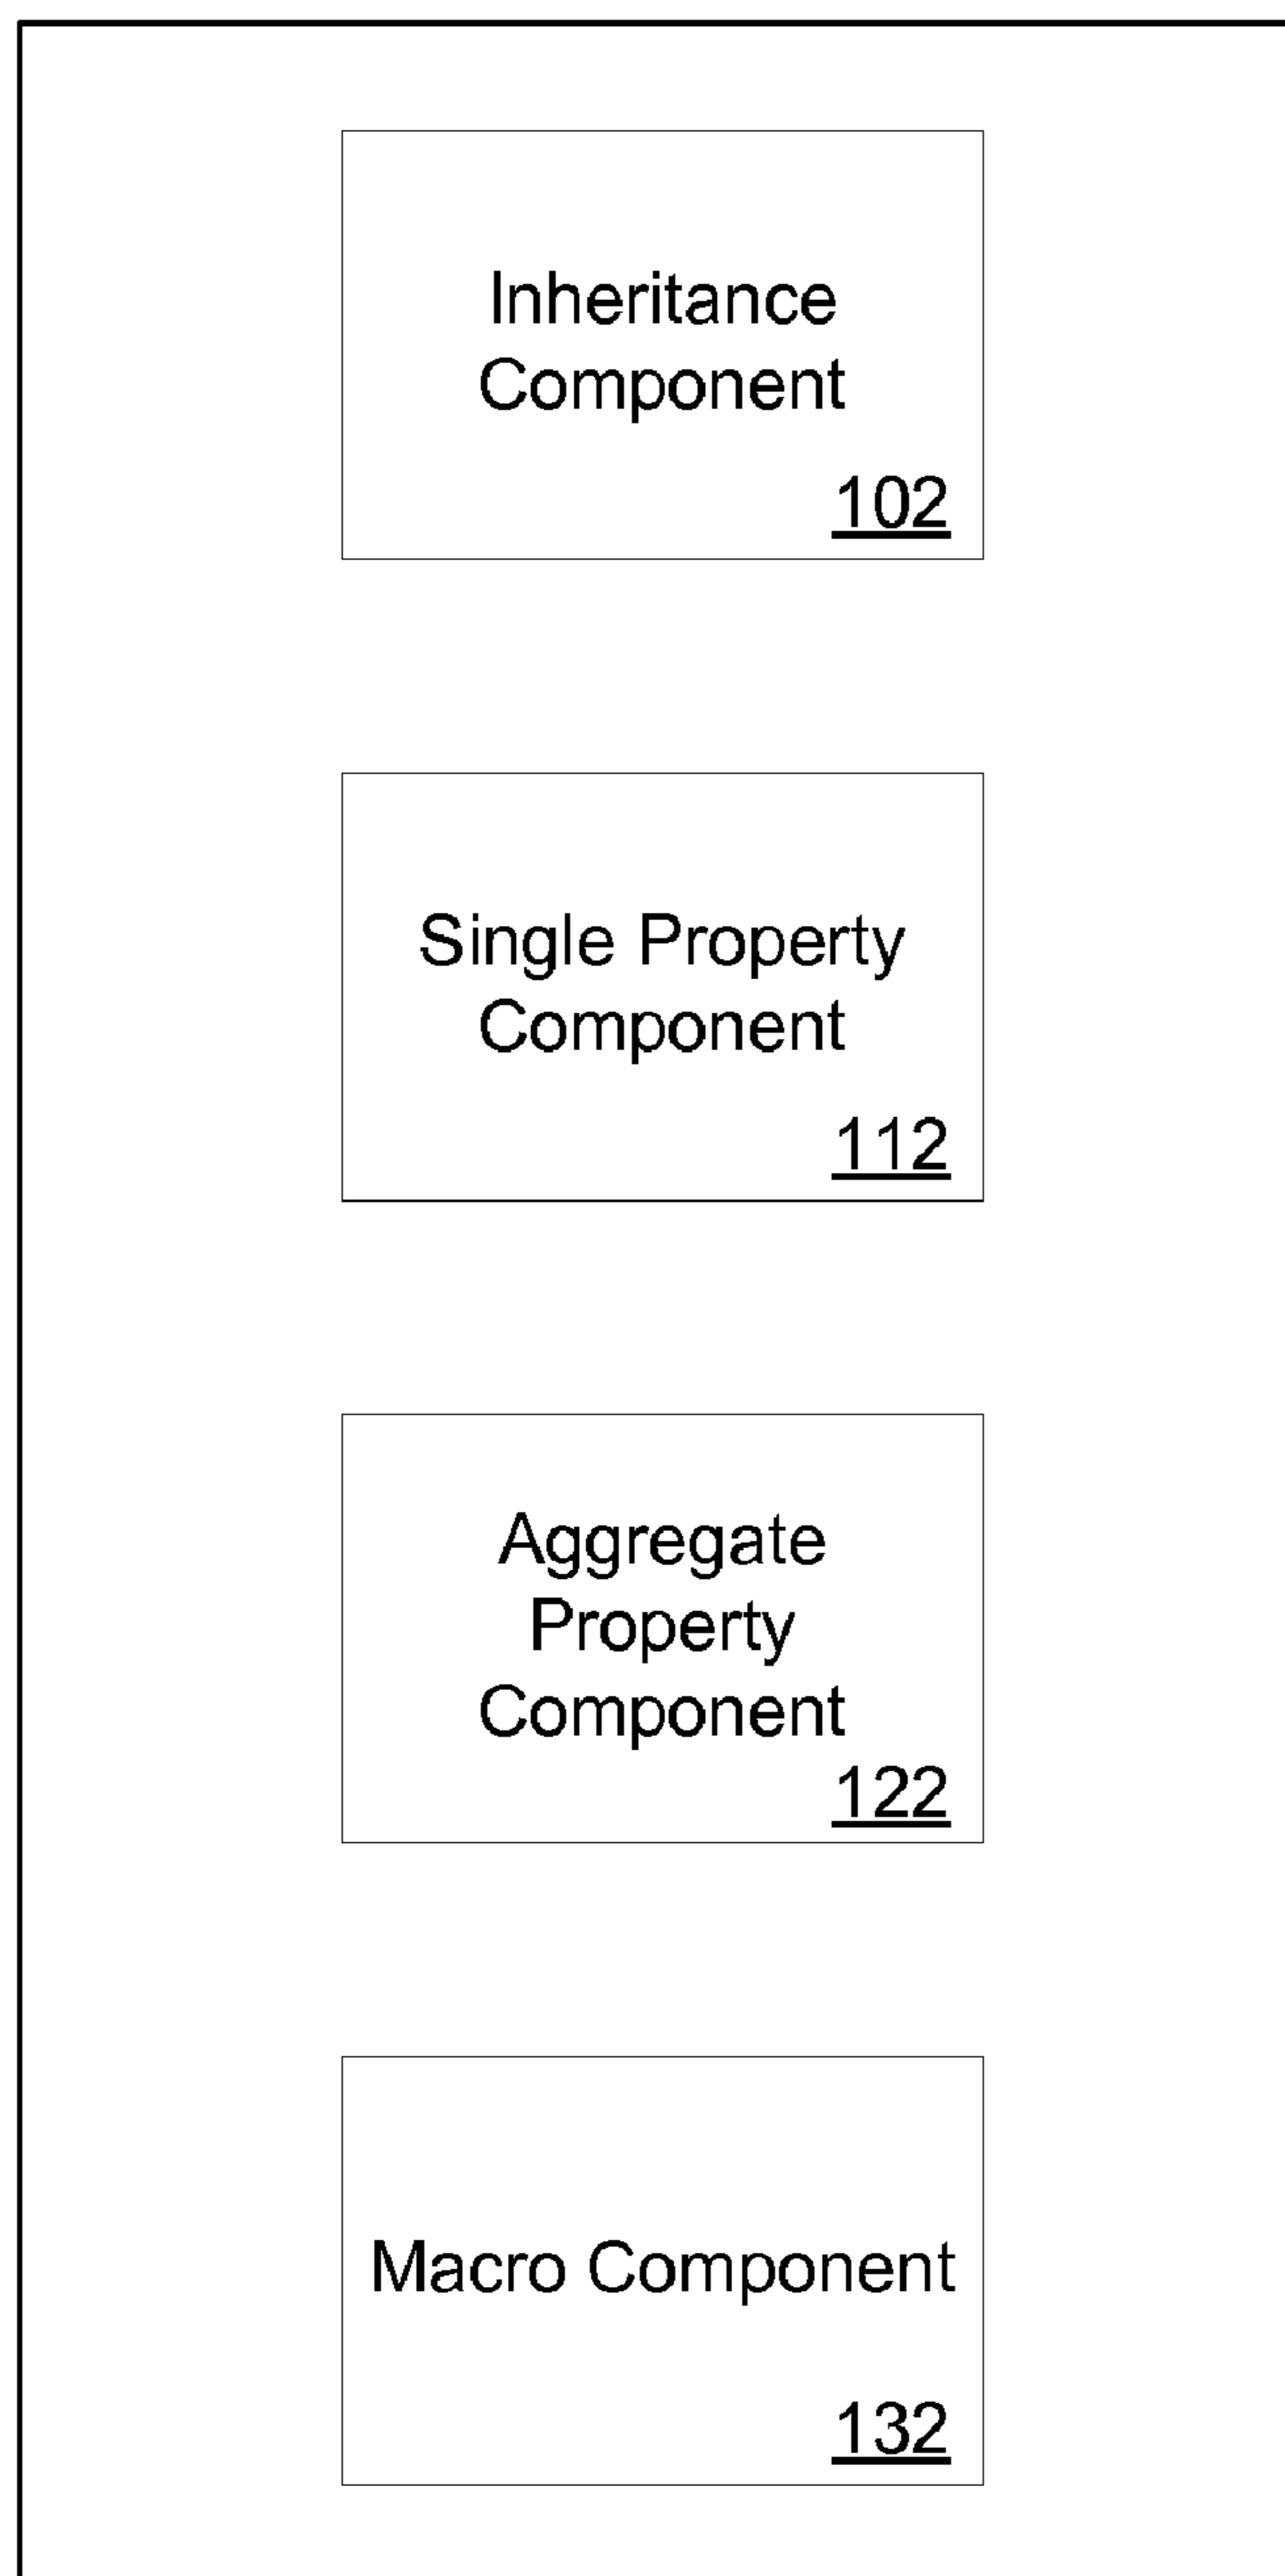 Inheritance
Component
102
Single Property
Component
112
Aggregate
Property
Component
122
Macro Component
132